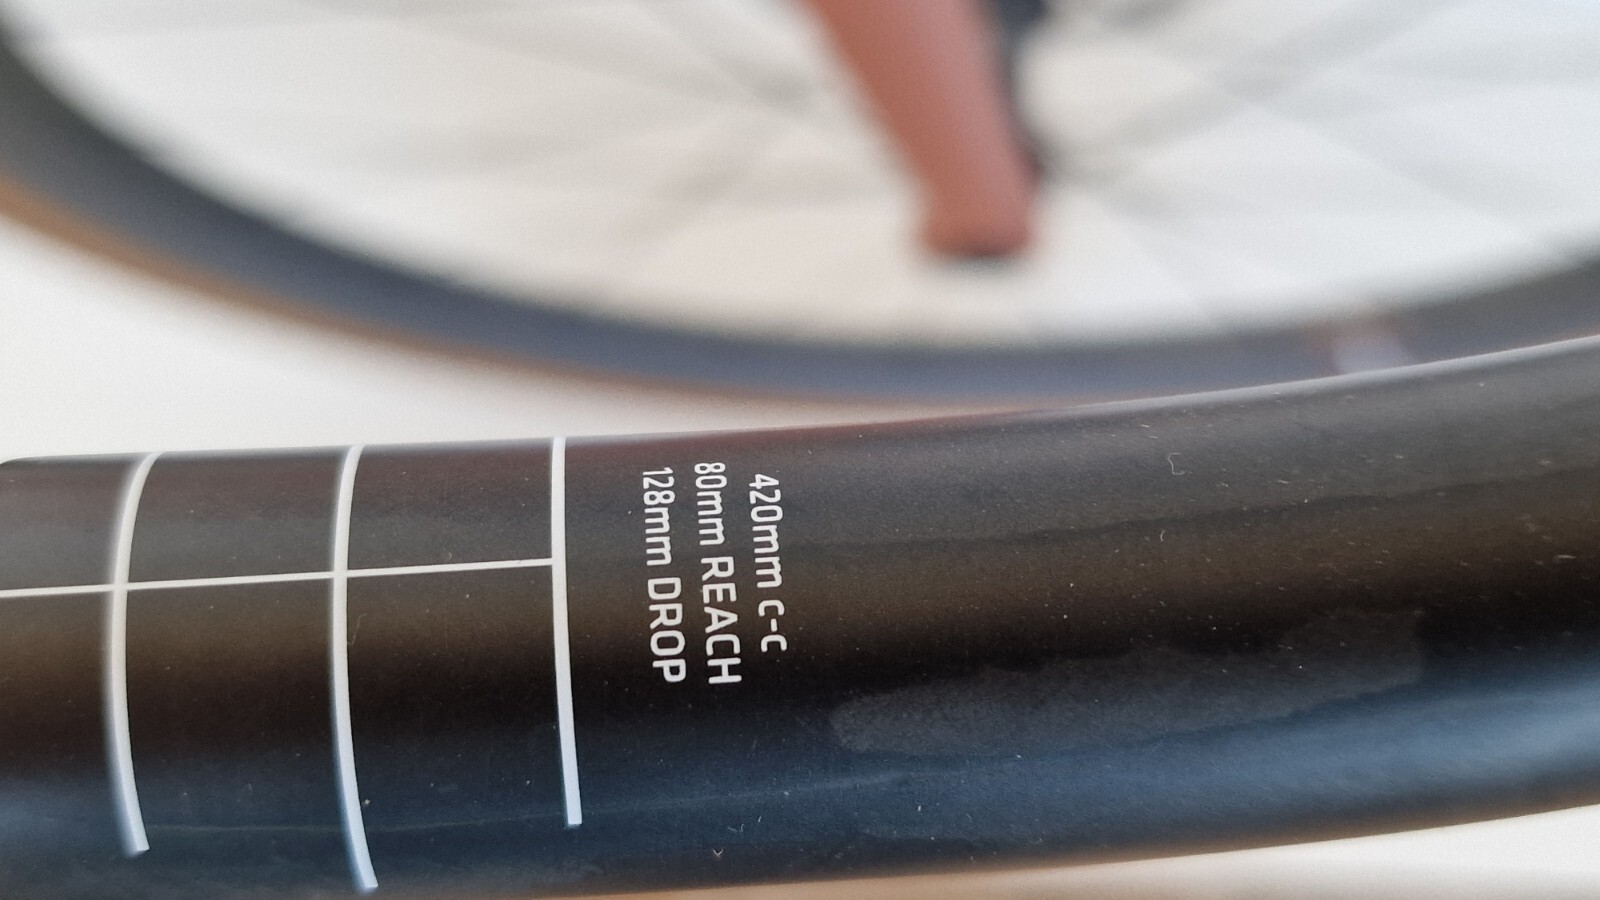 420mm C-C
80mm REACH
128mm DROP